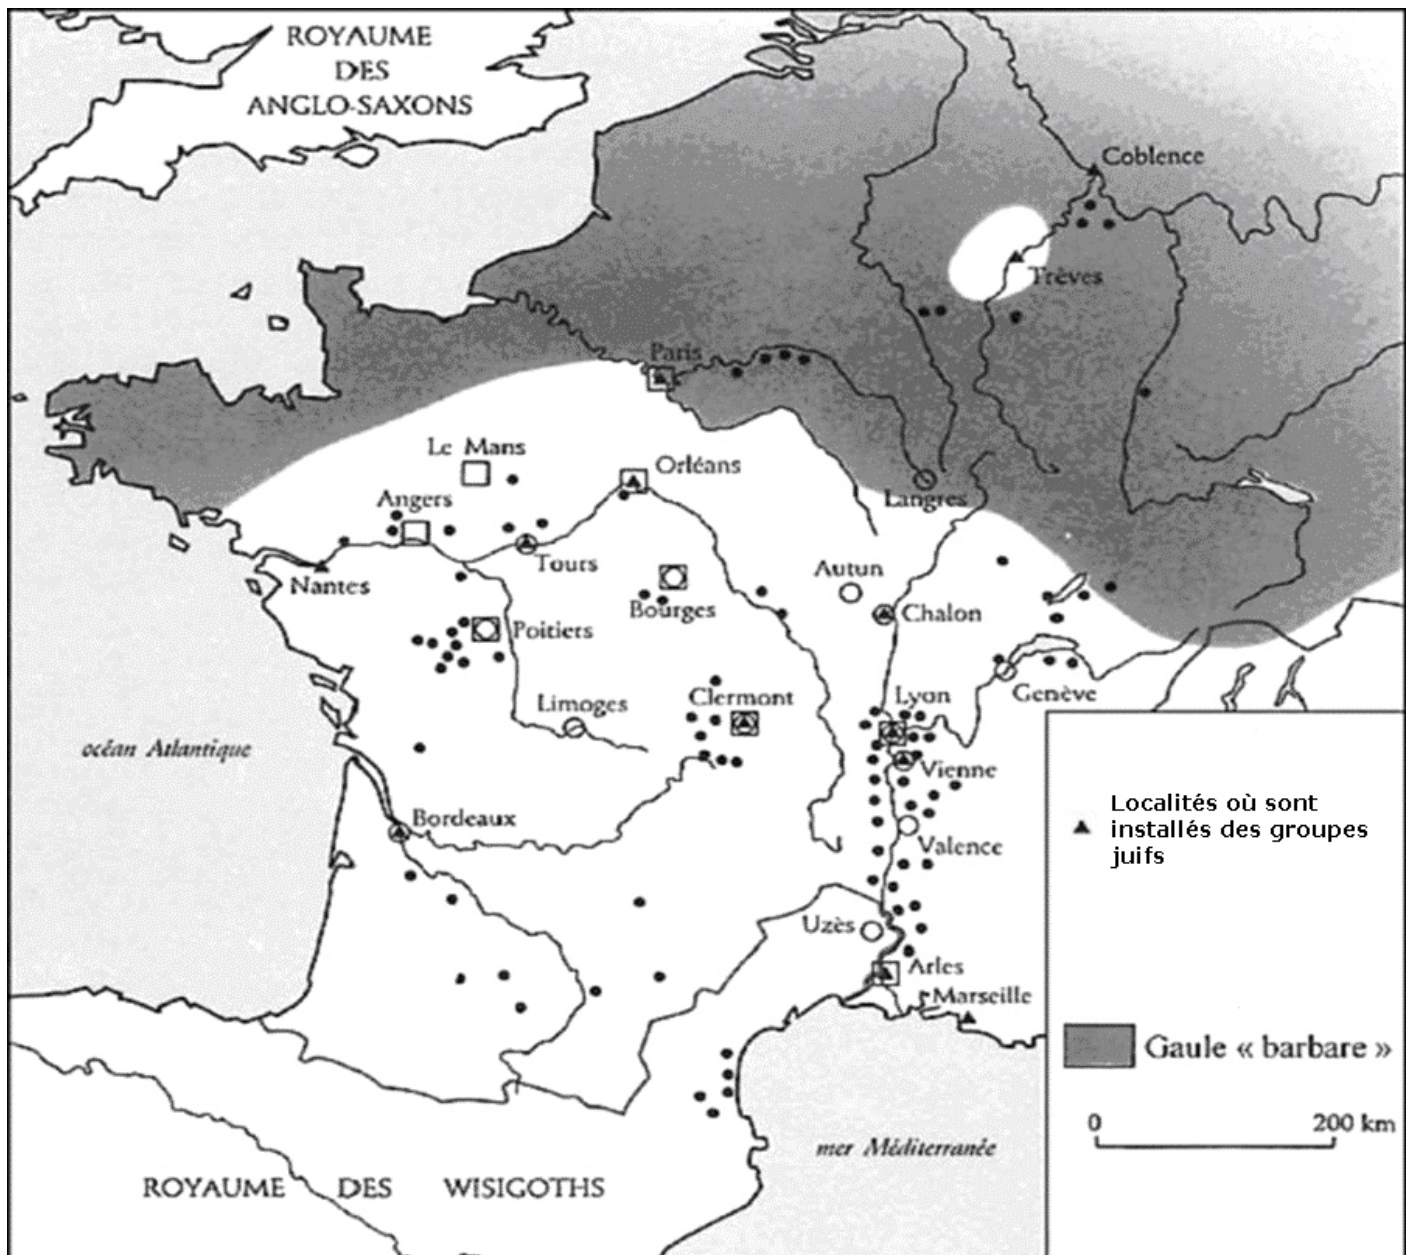 ROYAUME
DES
ANGLO-SAXONS
Coblence
Trèves
Paris
Le Mans
Orléans
Angers
Langres
Tours
Autun
Nantes
Bourges
Chalon
Poitiers
Genève
Clermont
Lyon
Limoges
océan Atlantique
Vienne
Bordeaux
Valence
Uzès
Arles
Marseille
Localités où sont
installés des groupes
juifs
Gaule « barbare »
0 200 km
mer Méditerranée
ROYAUME DES WISIGOTHS